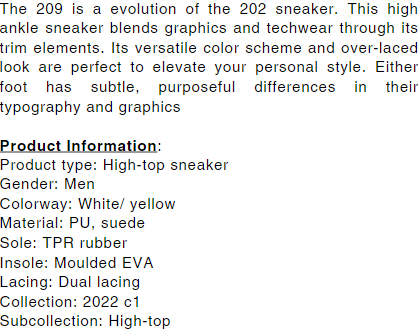 The 209 is a evolution of the 202 sneaker. This high
ankle sneaker blends graphics and techwear through its
trim elements. Its versatile color scheme and over-laced
look are perfect to elevate your personal style. Either
foot has subtle, purposeful differences in their
typography and graphics
Product Information:
Product type: High-top sneaker
Gender: Men
Colorway: White/ yellow
Material: PU, suede
Sole: TPR rubber
Insole: Moulded EVA
Lacing: Dual lacing
Collection: 2022 c1
Subcollection: High-top